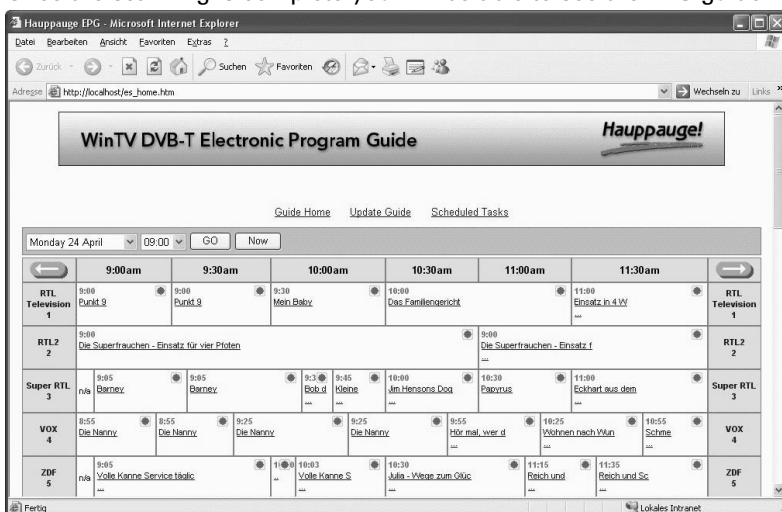 Hauppauge EPG - Microsoft Internet Explorer
Datei Bearbeiten Ansicht Favoriten Extras ?
Zurück Suchen Favoriten
Adresse http://localhost/es_home.htm Wechseln zu Links »
WinTV DVB-T Electronic Program Guide Hauppauge!
Guide Home Update Guide Scheduled Tasks
Monday 24 April 09:00 GO Now
9:00am 9:30am 10:00am 10:30am 11:00am 11:30am
RTL Television 1
9:00 9:00 9:30 10:00 11:00
Punkt 9 Punkt 9 Mein Baby Das Familiengericht Einsatz in 4 W
...
RTL Television 1
RTL2 2
9:00 9:00
Die Superfrauchen - Einsatz für vier Pfoten Die Superfrauchen - Einsatz f
...
RTL2 2
Super RTL 3
n/a 9:05 9:05 9:3 9:45 10:00 10:30 11:00
Barney Barney Bob d Kleine Jim Hensons Dog Papyrus Eckhart aus dem
... ... ... ... ...
Super RTL 3
VOX 4
8:55 8:55 9:25 9:25 9:55 10:25 10:55
Die Nanny Die Nanny Die Nanny Die Nanny Hör mal, wer d Wohnen nach Wun Schme
... ... ...
VOX 4
ZDF 5
n/a 9:05 10:03 10:30 11:15 11:35
Volle Kanne Service täglic .. Volle Kanne S Julia - Wege zum Glüc Reich und Reich und Sc
... ... ... ... ...
ZDF 5
Fertig Lokales Intranet